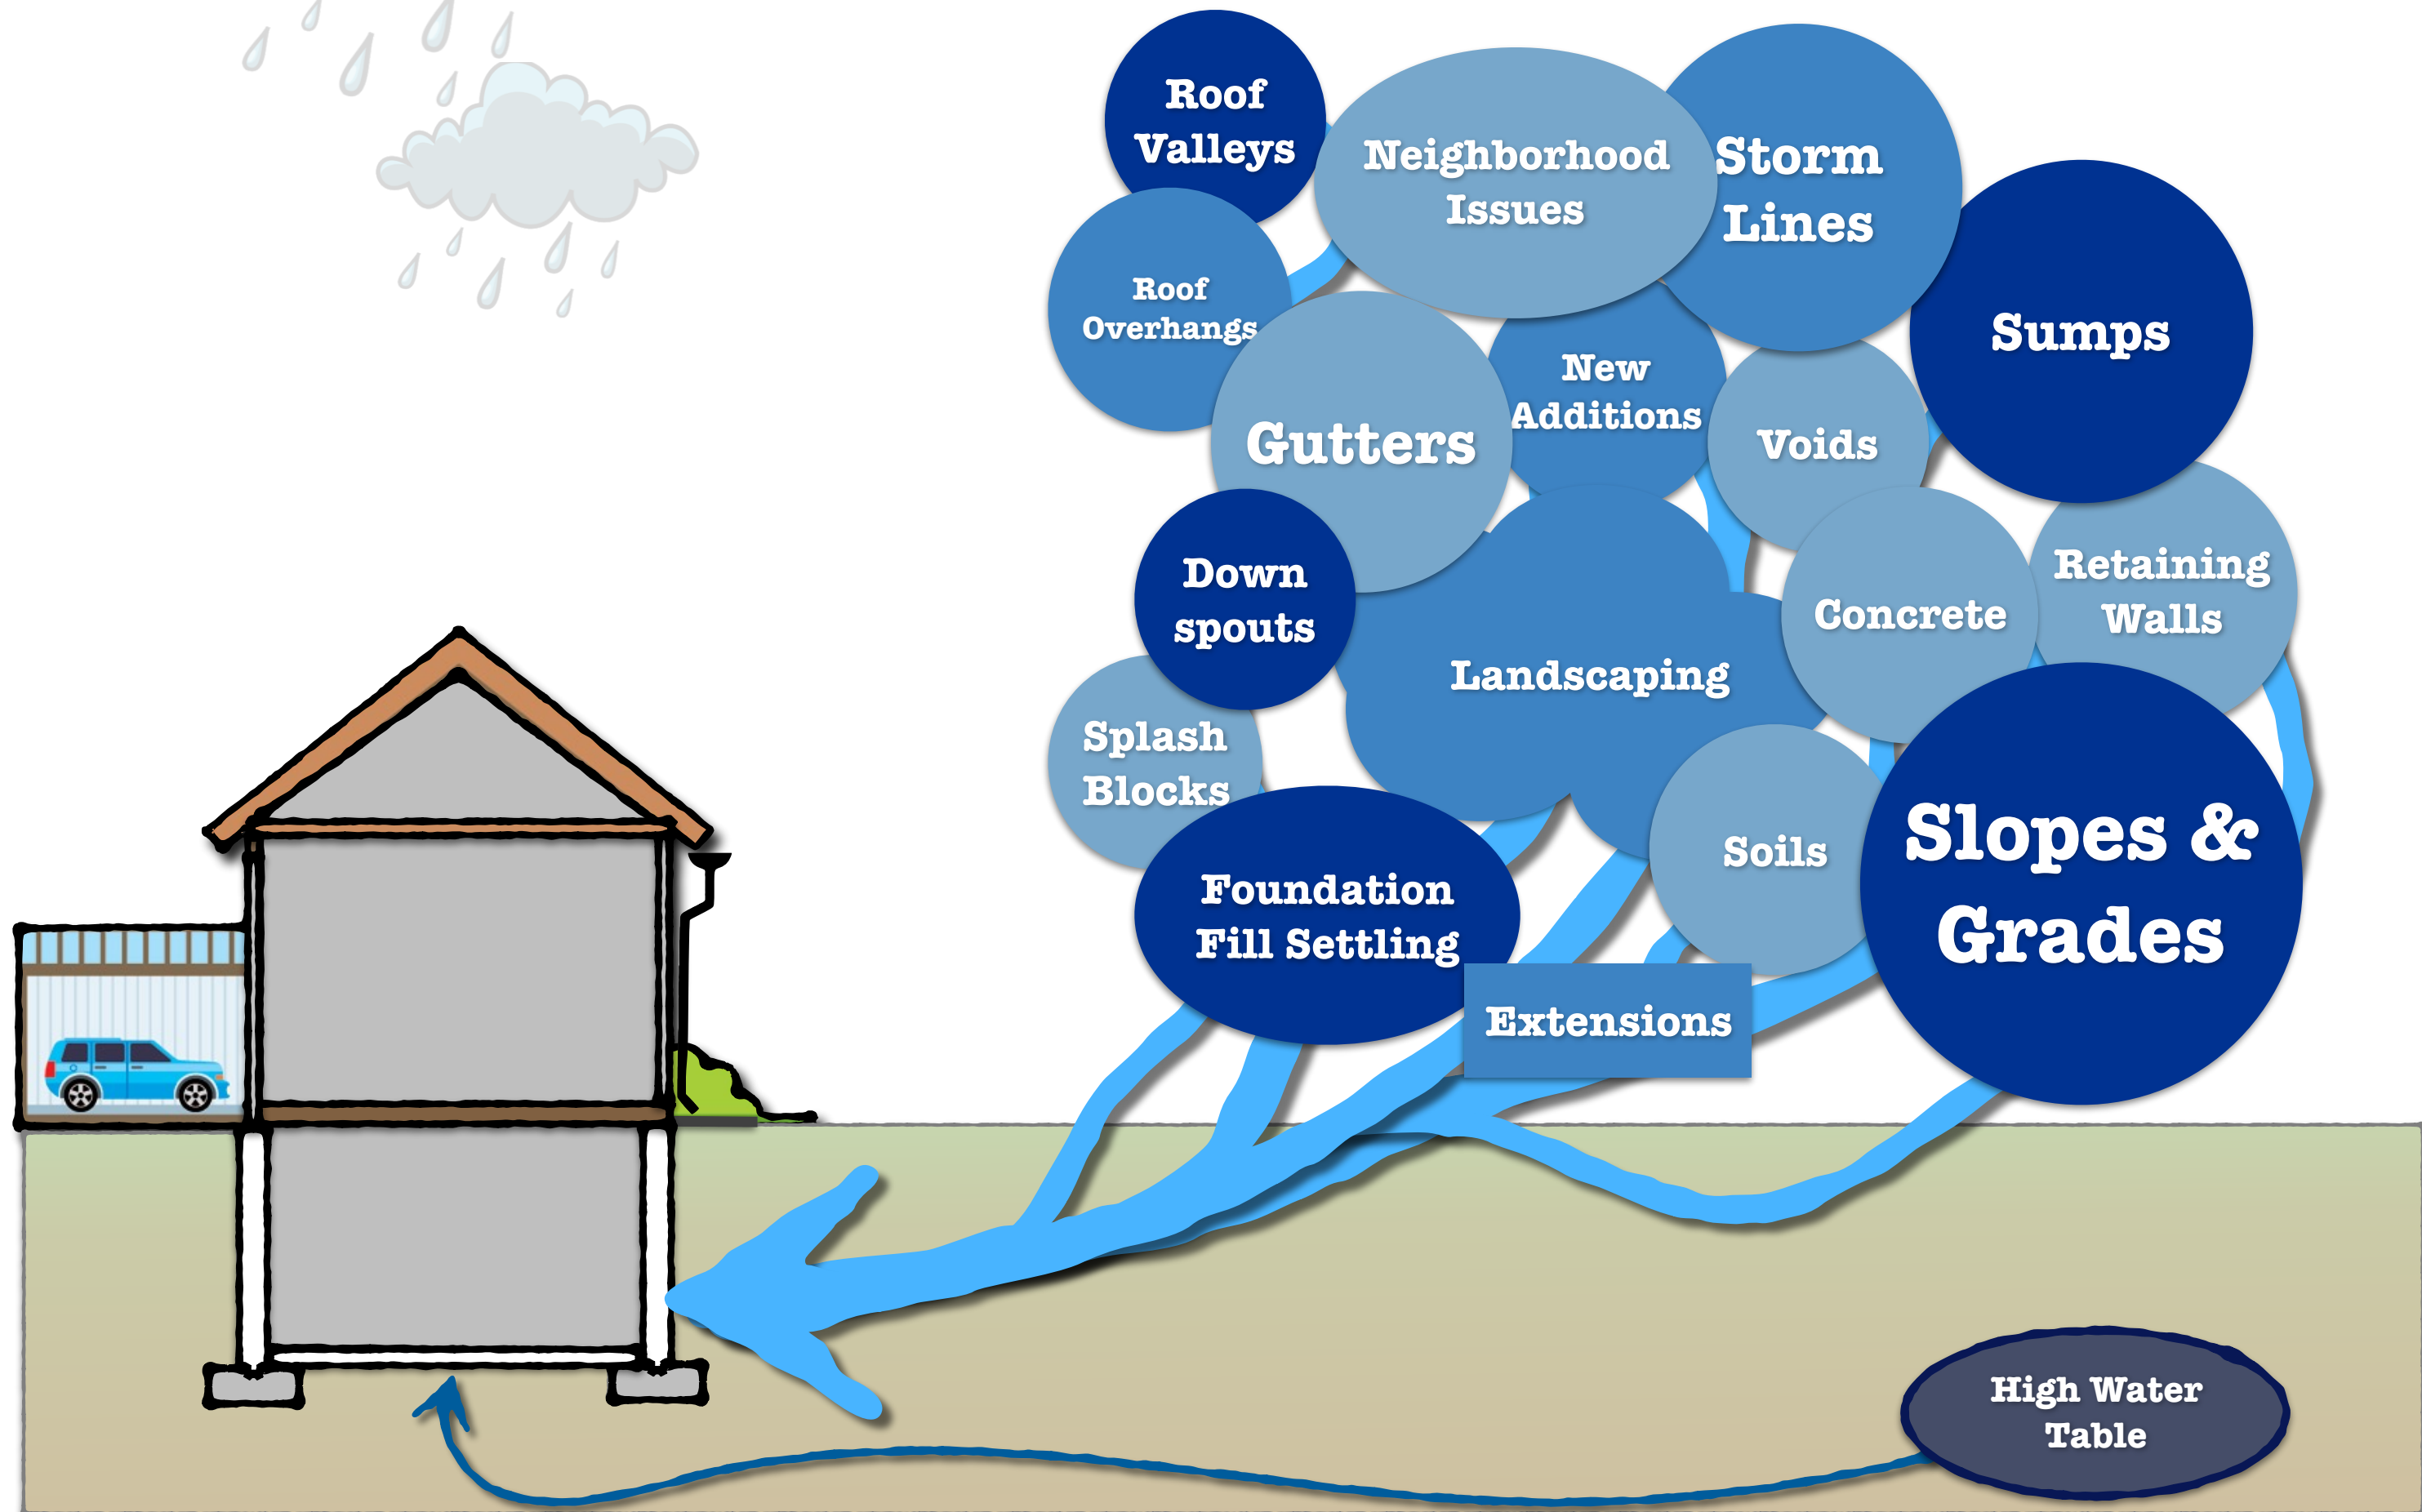 Roof
Valleys
Neighborhood
Issues
Storm
Lines
Sumps
Roof
Overhangs
New
Additions
Gutters
Voids
Down
spouts
Retaining
Walls
Concrete
Landscaping
Splash
Blocks
Soils
Slopes &
Grades
Foundation
Fill Settling
Extensions
High Water
Table